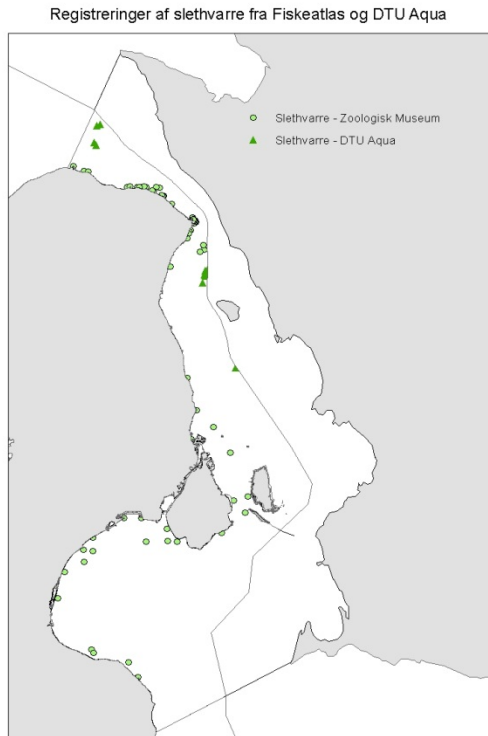 Registreringer af slethvarre fra Fiskeatlas og DTU Aqua
Slethvarre - Zoologisk Museum
Slethvarre - DTU Aqua